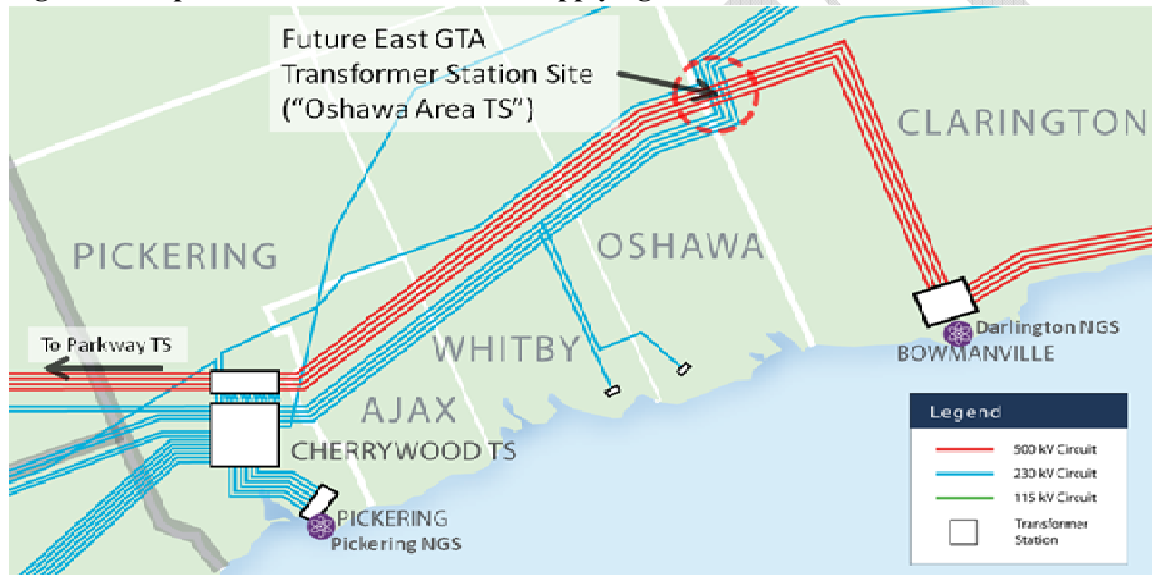 Future East GTA
Transformer Station Site
("Oshawa Area TS")
CLARINGTON
PICKERING
OSHAWA
To Parkway TS
WHITBY
Darlington NGS
BOWMANVILLE
AJAX
CHERRYWOOD TS
PICKERING
Pickering NGS
Legend
500 kV Circuit
230 kV Circuit
115 kV Circuit
Transformer
Station